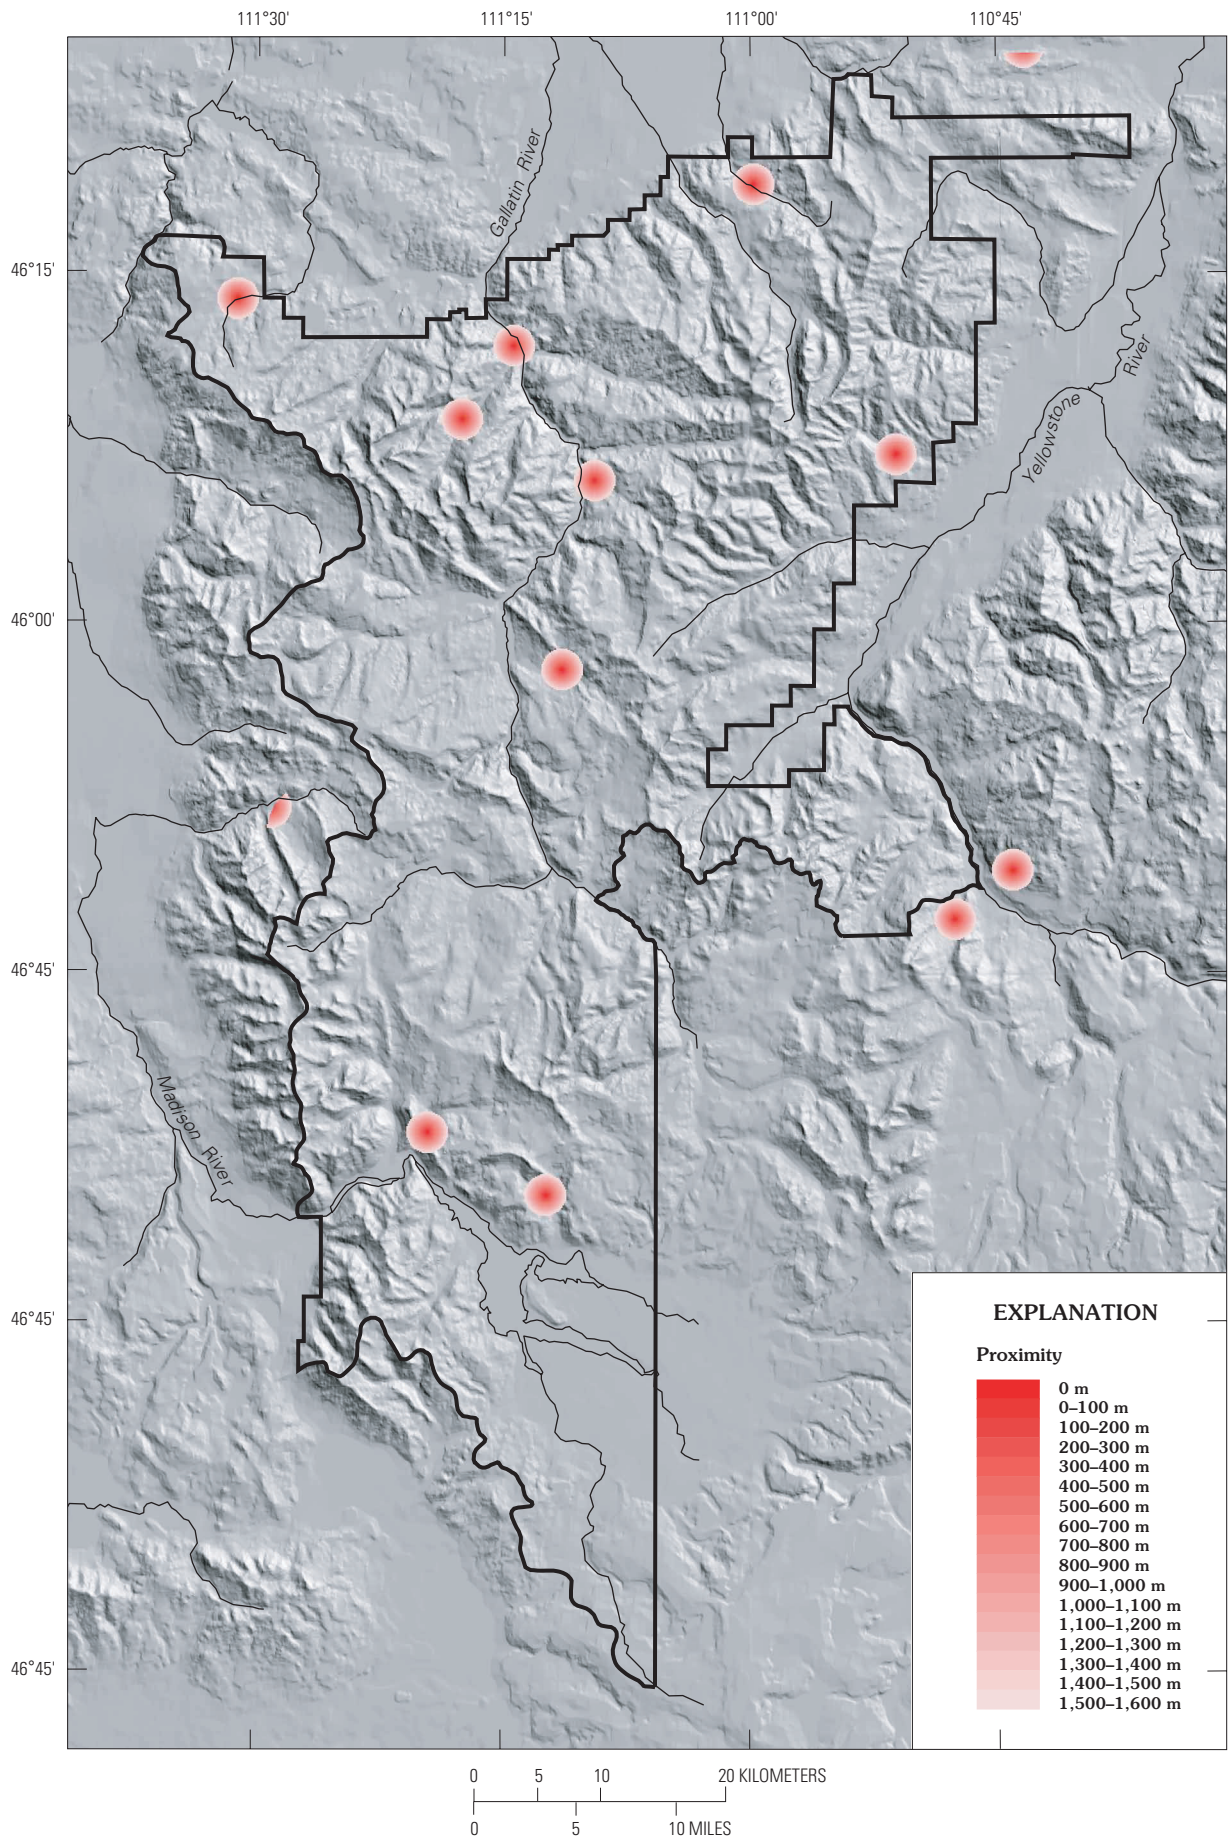 111°30' 111°15' 111°00' 110°45'
Gallatin River
46°15'
River
Yellowstone
46°00'
46°45'
Madison River
46°45'
EXPLANATION
Proximity
0 m
0–100 m
100–200 m
200–300 m
300–400 m
400–500 m
500–600 m
600–700 m
700–800 m
800–900 m
900–1,000 m
1,000–1,100 m
1,100–1,200 m
1,200–1,300 m
1,300–1,400 m
1,400–1,500 m
1,500–1,600 m
46°45'
0 5 10 20 KILOMETERS
0 5 10 MILES